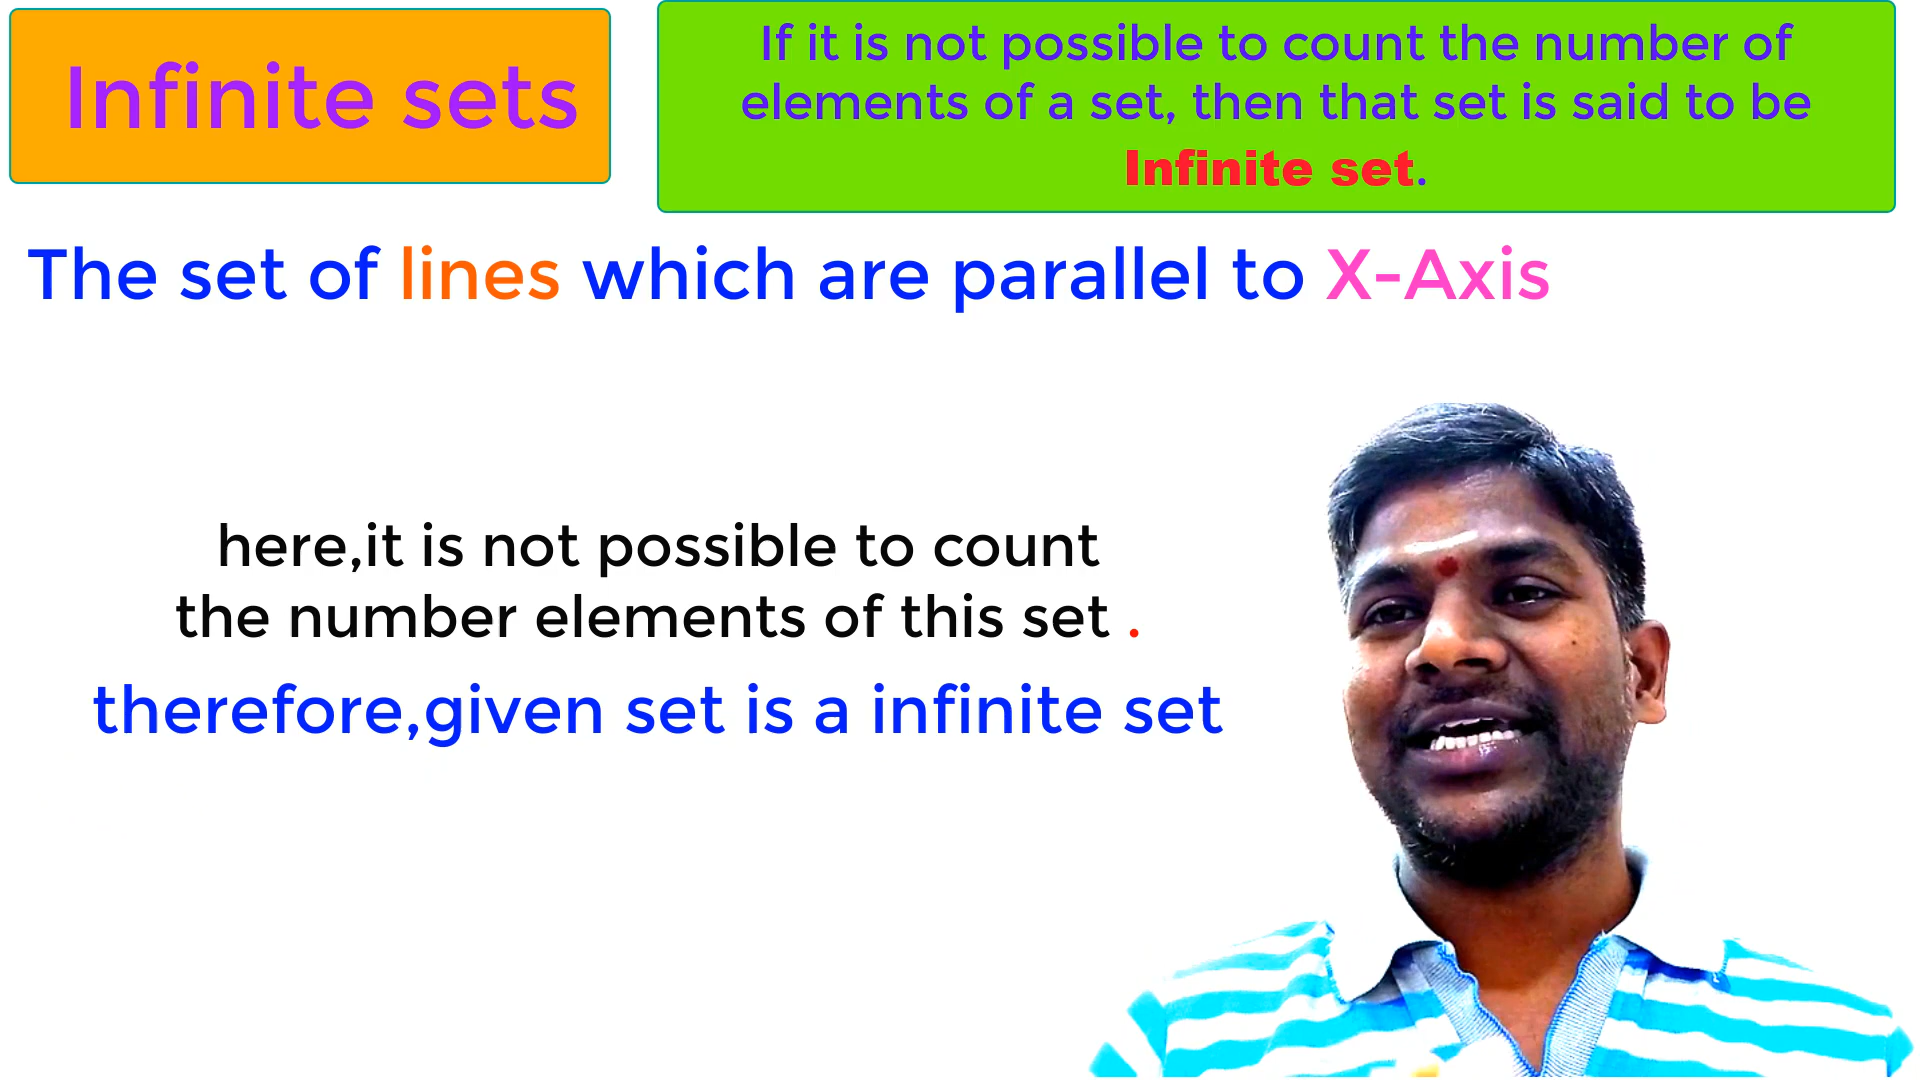 Infinite sets
If it is not possible to count the number of
elements of a set, then that set is said to be
Infinite set.
The set of lines which are parallel to X-Axis
here,it is not possible to count
the number elements of this set .
therefore,given set is a infinite set